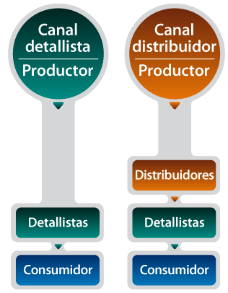 Canal
detallista
Productor
Detallistas
Consumidor
Canal
distribuidor
Productor
Distribuidores
Detallistas
Consumidor